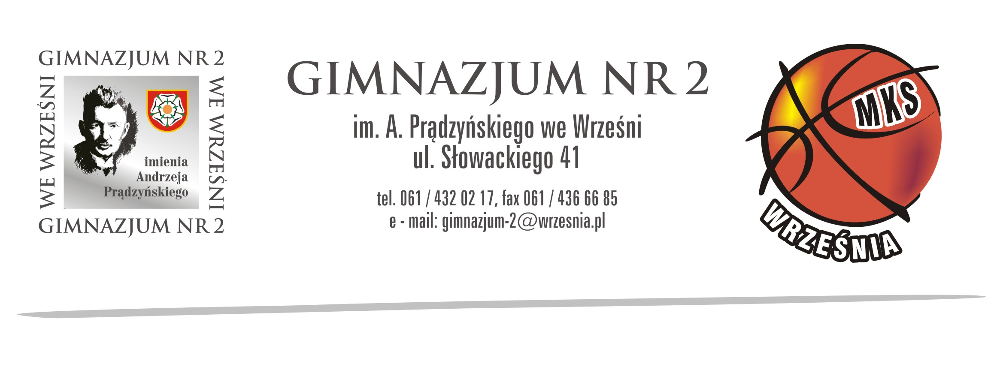 GIMNAZJUM NR 2
WE WRZEŚNI
WE WRZEŚNI
imienia
Andrzeja
Prądzyńskiego
GIMNAZJUM NR 2
GIMNAZJUM NR 2
im. A. Prądzyńskiego we Wrześni
ul. Słowackiego 41
tel. 061 / 432 02 17, fax 061 / 436 66 85
e - mail: gimnazjum-2@wrzesnia.pl
MKS
WRZEŚNIA